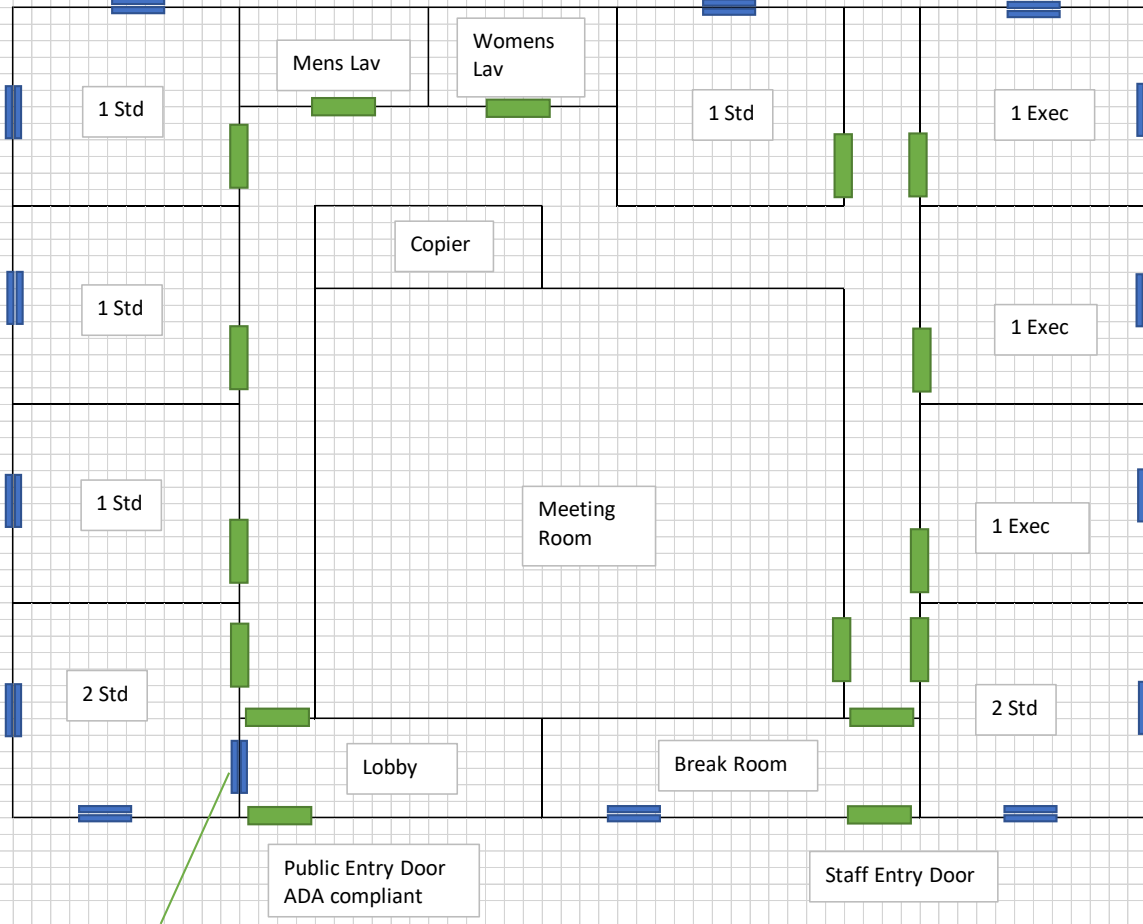 Mens Lav
Womens
Lav
1 Std
1 Std
1 Exec
1 Std
Copier
1 Exec
1 Std
Meeting
Room
1 Exec
2 Std
2 Std
Lobby
Break Room
Public Entry Door
ADA compliant
Staff Entry Door